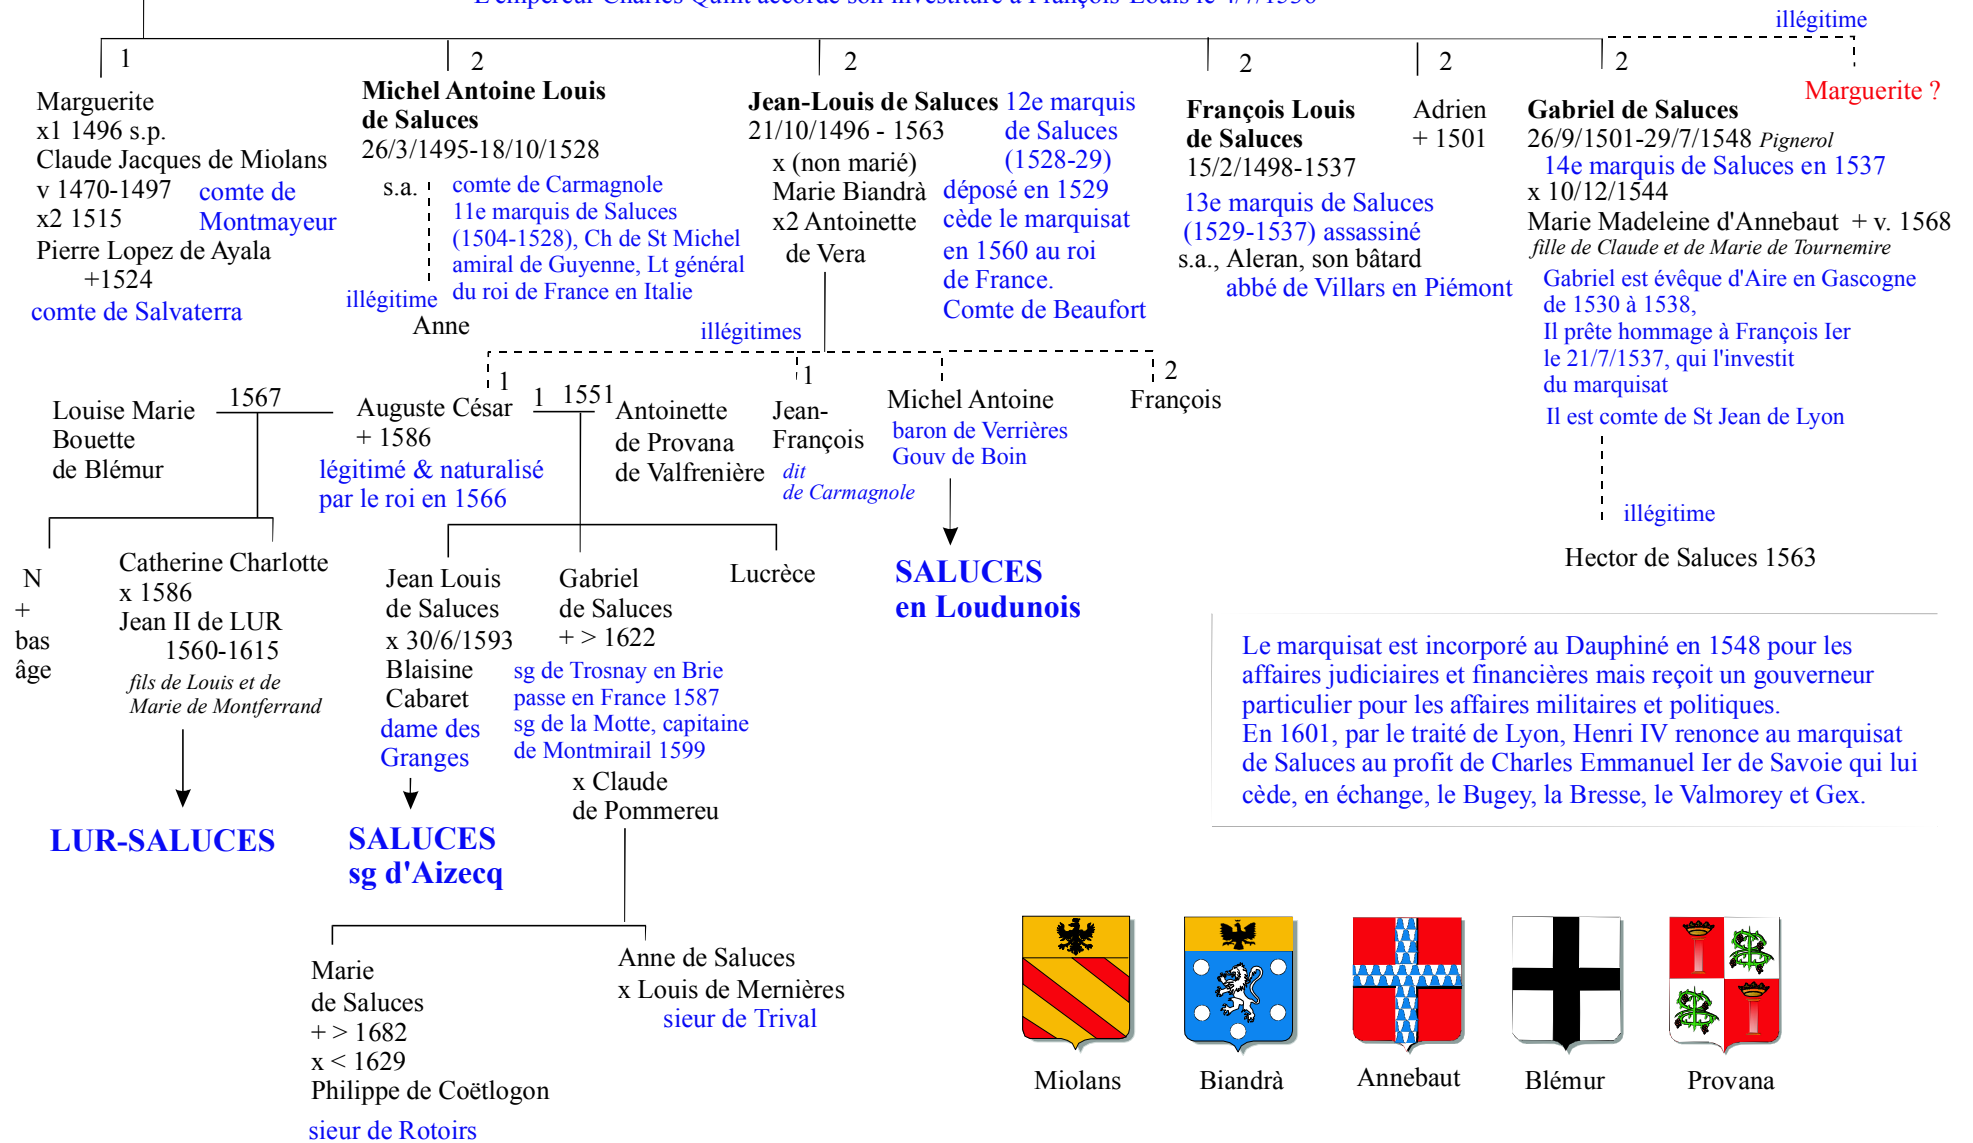 L'empereur Charles Quint accorde son investiture à François-Louis le 4/7/1530
illégitime
1
2
2
2
2
2
Marguerite
x1 1496 s.p.
Claude Jacques de Miolans
v 1470-1497
comte de
Montmayeur
x2 1515
Pierre Lopez de Ayala
+1524
comte de Salvaterra
Michel Antoine Louis
de Saluces
26/3/1495-18/10/1528
s.a.
comte de Carmagnole
11e marquis de Saluces
(1504-1528), Ch de St Michel
amiral de Guyenne, Lt général
du roi de France en Italie
illégitime
Anne
Jean-Louis de Saluces
21/10/1496 - 1563
x (non marié)
Marie Biandrà
x2 Antoinette
de Vera
12e marquis
de Saluces
(1528-29)
déposé en 1529
cède le marquisat
en 1560 au roi
de France.
Comte de Beaufort
illégitimes
François Louis
de Saluces
15/2/1498-1537
13e marquis de Saluces
(1529-1537) assassiné
s.a., Aleran, son bâtard
abbé de Villars en Piémont
Adrien
+ 1501
Gabriel de Saluces
26/9/1501-29/7/1548 Pignerol
14e marquis de Saluces en 1537
x 10/12/1544
Marie Madeleine d'Annebaut + v. 1568
fille de Claude et de Marie de Tournemire
Gabriel est évêque d'Aire en Gascogne
de 1530 à 1538,
Il prête hommage à François Ier
le 21/7/1537, qui l'investit
du marquisat
Il est comte de St Jean de Lyon
illégitime
Hector de Saluces 1563
Marguerite ?
Louise Marie
Bouette
de Blémur
1567
1
Auguste César
+ 1586
légitimé & naturalisé
par le roi en 1566
1 1551
Antoinette
de Provana
de Valfrenière
1
Jean-
François
dit
de Carmagnole
Michel Antoine
baron de Verrières
Gouv de Boin
2
François
N
+
bas
âge
Catherine Charlotte
x 1586
Jean II de LUR
1560-1615
fils de Louis et de
Marie de Montferrand
LUR-SALUCES
Jean Louis
de Saluces
x 30/6/1593
Blaisine
Cabaret
dame des
Granges
SALUCES
sg d'Aizecq
Gabriel
de Saluces
+ > 1622
sg de Trosnay en Brie
passe en France 1587
sg de la Motte, capitaine
de Montmirail 1599
x Claude
de Pommereu
Lucrèce
SALUCES
en Loudunois
Le marquisat est incorporé au Dauphiné en 1548 pour les
affaires judiciaires et financières mais reçoit un gouverneur
particulier pour les affaires militaires et politiques.
En 1601, par le traité de Lyon, Henri IV renonce au marquisat
de Saluces au profit de Charles Emmanuel Ier de Savoie qui lui
cède, en échange, le Bugey, la Bresse, le Valmorey et Gex.
Marie
de Saluces
+ > 1682
x < 1629
Philippe de Coëtlogon
sieur de Rotoirs
Anne de Saluces
x Louis de Mernières
sieur de Trival
Miolans
Biandrà
Annebaut
Blémur
Provana